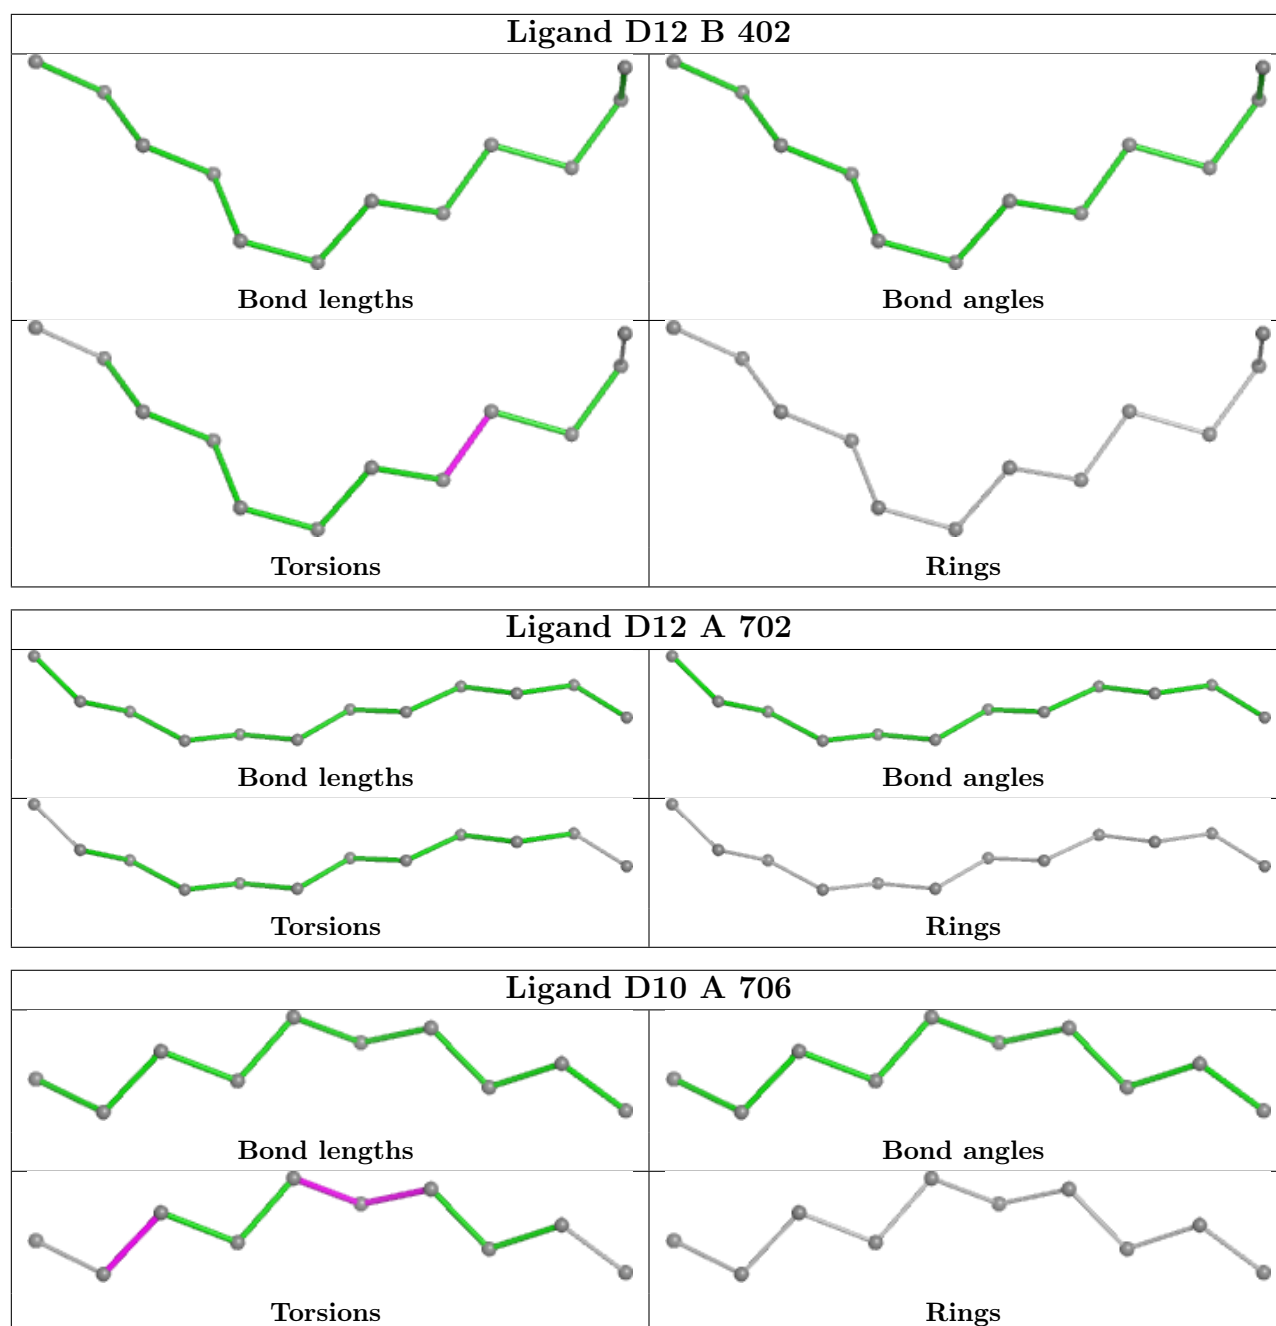 Ligand D12 B 402
Bond lengths
Bond angles
Torsions
Rings
Ligand D12 A 702
Bond lengths
Bond angles
Torsions
Rings
Ligand D10 A 706
Bond lengths
Bond angles
Torsions
Rings